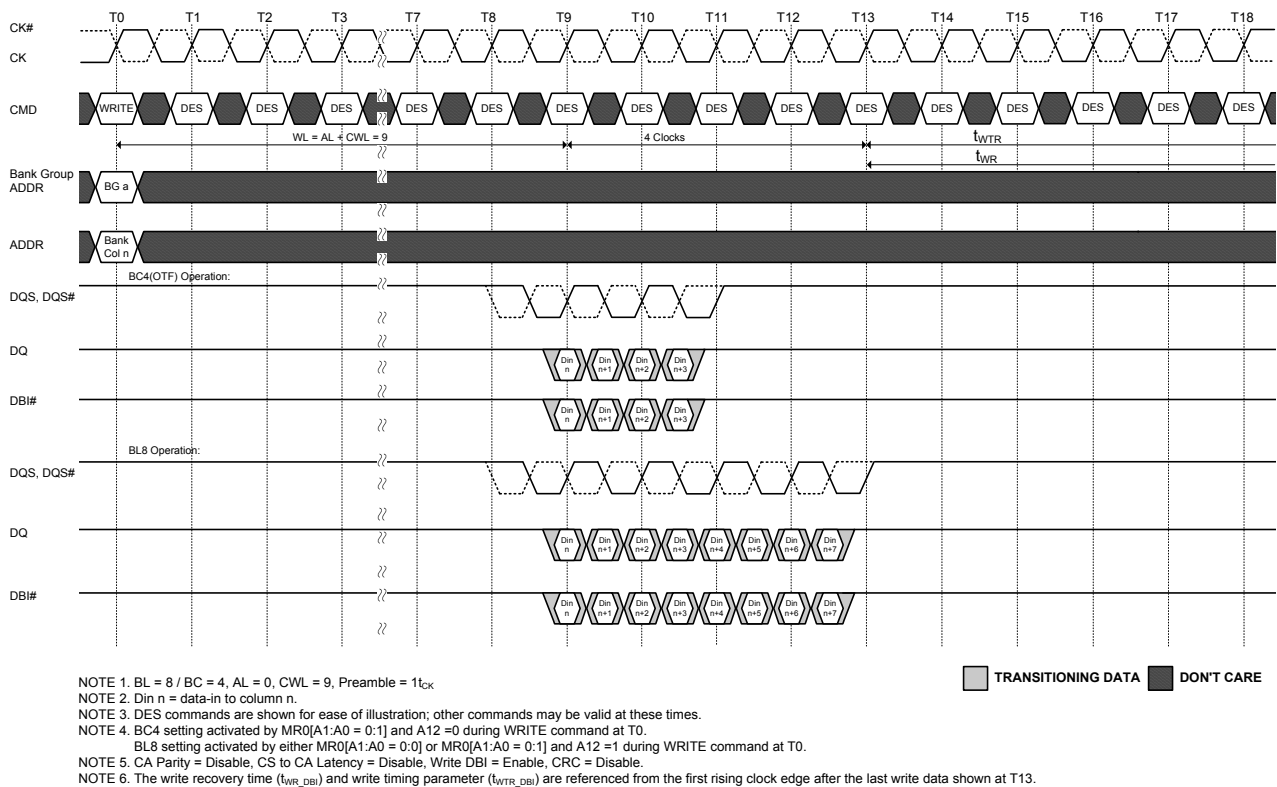 T0 T1 T2 T3 T7 T8 T9 T10 T11 T12 T13 T14 T15 T16 T17 T18
CK#
CK
CMD WRITE DES DES DES DES DES DES DES DES DES DES DES DES DES DES DES
WL = AL + CWL = 9 4 Clocks tWTR
tWR
Bank Group
ADDR BG a
ADDR Bank
Col n
BC4(OTF) Operation:
DQS, DQS#
DQ Din n Din n+1 Din n+2 Din n+3
DBI# Din n Din n+1 Din n+2 Din n+3
BL8 Operation:
DQS, DQS#
DQ Din n Din n+1 Din n+2 Din n+3 Din n+4 Din n+5 Din n+6 Din n+7
DBI# Din n Din n+1 Din n+2 Din n+3 Din n+4 Din n+5 Din n+6 Din n+7
TRANSITIONING DATA DON'T CARE
NOTE 1. BL = 8 / BC = 4, AL = 0, CWL = 9, Preamble = 1tCK
NOTE 2. Din n = data-in to column n.
NOTE 3. DES commands are shown for ease of illustration; other commands may be valid at these times.
NOTE 4. BC4 setting activated by MR0[A1:A0 = 0:1] and A12 =0 during WRITE command at T0.
BL8 setting activated by either MR0[A1:A0 = 0:0] or MR0[A1:A0 = 0:1] and A12 =1 during WRITE command at T0.
NOTE 5. CA Parity = Disable, CS to CA Latency = Disable, Write DBI = Enable, CRC = Disable.
NOTE 6. The write recovery time (tWR_DBI) and write timing parameter (tWTR_DBI) are referenced from the first rising clock edge after the last write data shown at T13.